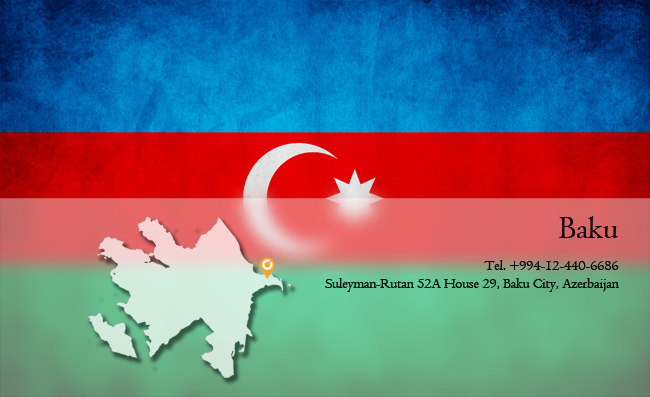 Baku
Tel. +994-12-440-6686
Suleyman-Rutan 52A House 29, Baku City, Azerbaijan